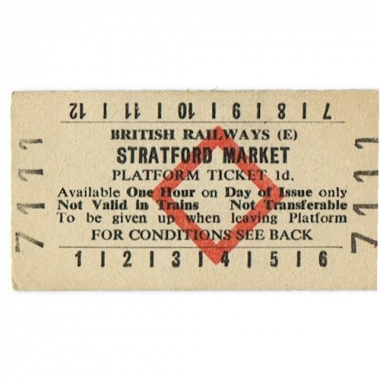 12 | 11 | 10 | 9 | 8 | 7
BRITISH RAILWAYS (E)
STRATFORD MARKET
PLATFORM TICKET 1d.
Available One Hour on Day of Issue only
Not Valid in Trains Not Transferable
To be given up when leaving Platform
FOR CONDITIONS SEE BACK
1 | 2 | 3 | 4 | 5 | 6
7111
7111